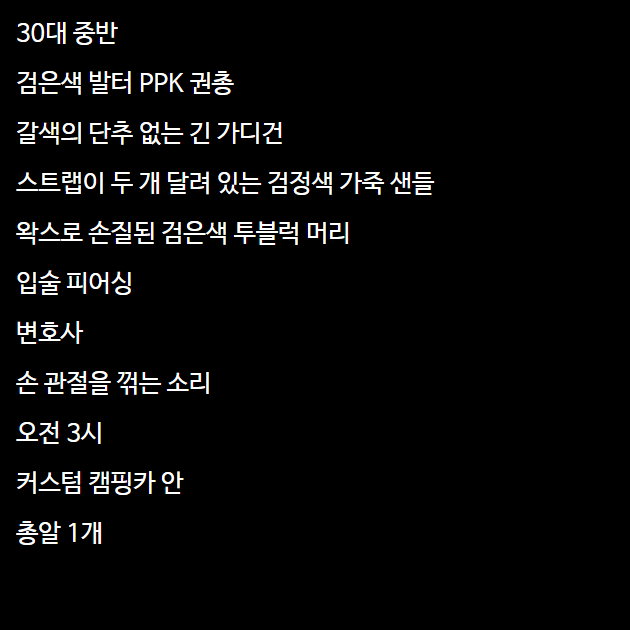 30대 중반
검은색 발터 PPK 권총
갈색의 단추 없는 긴 가디건
스트랩이 두 개 달려 있는 검정색 가죽 샌들
왁스로 손질된 검은색 투블럭 머리
입술 피어싱
변호사
손 관절을 꺾는 소리
오전 3시
커스텀 캠핑카 안
총알 1개